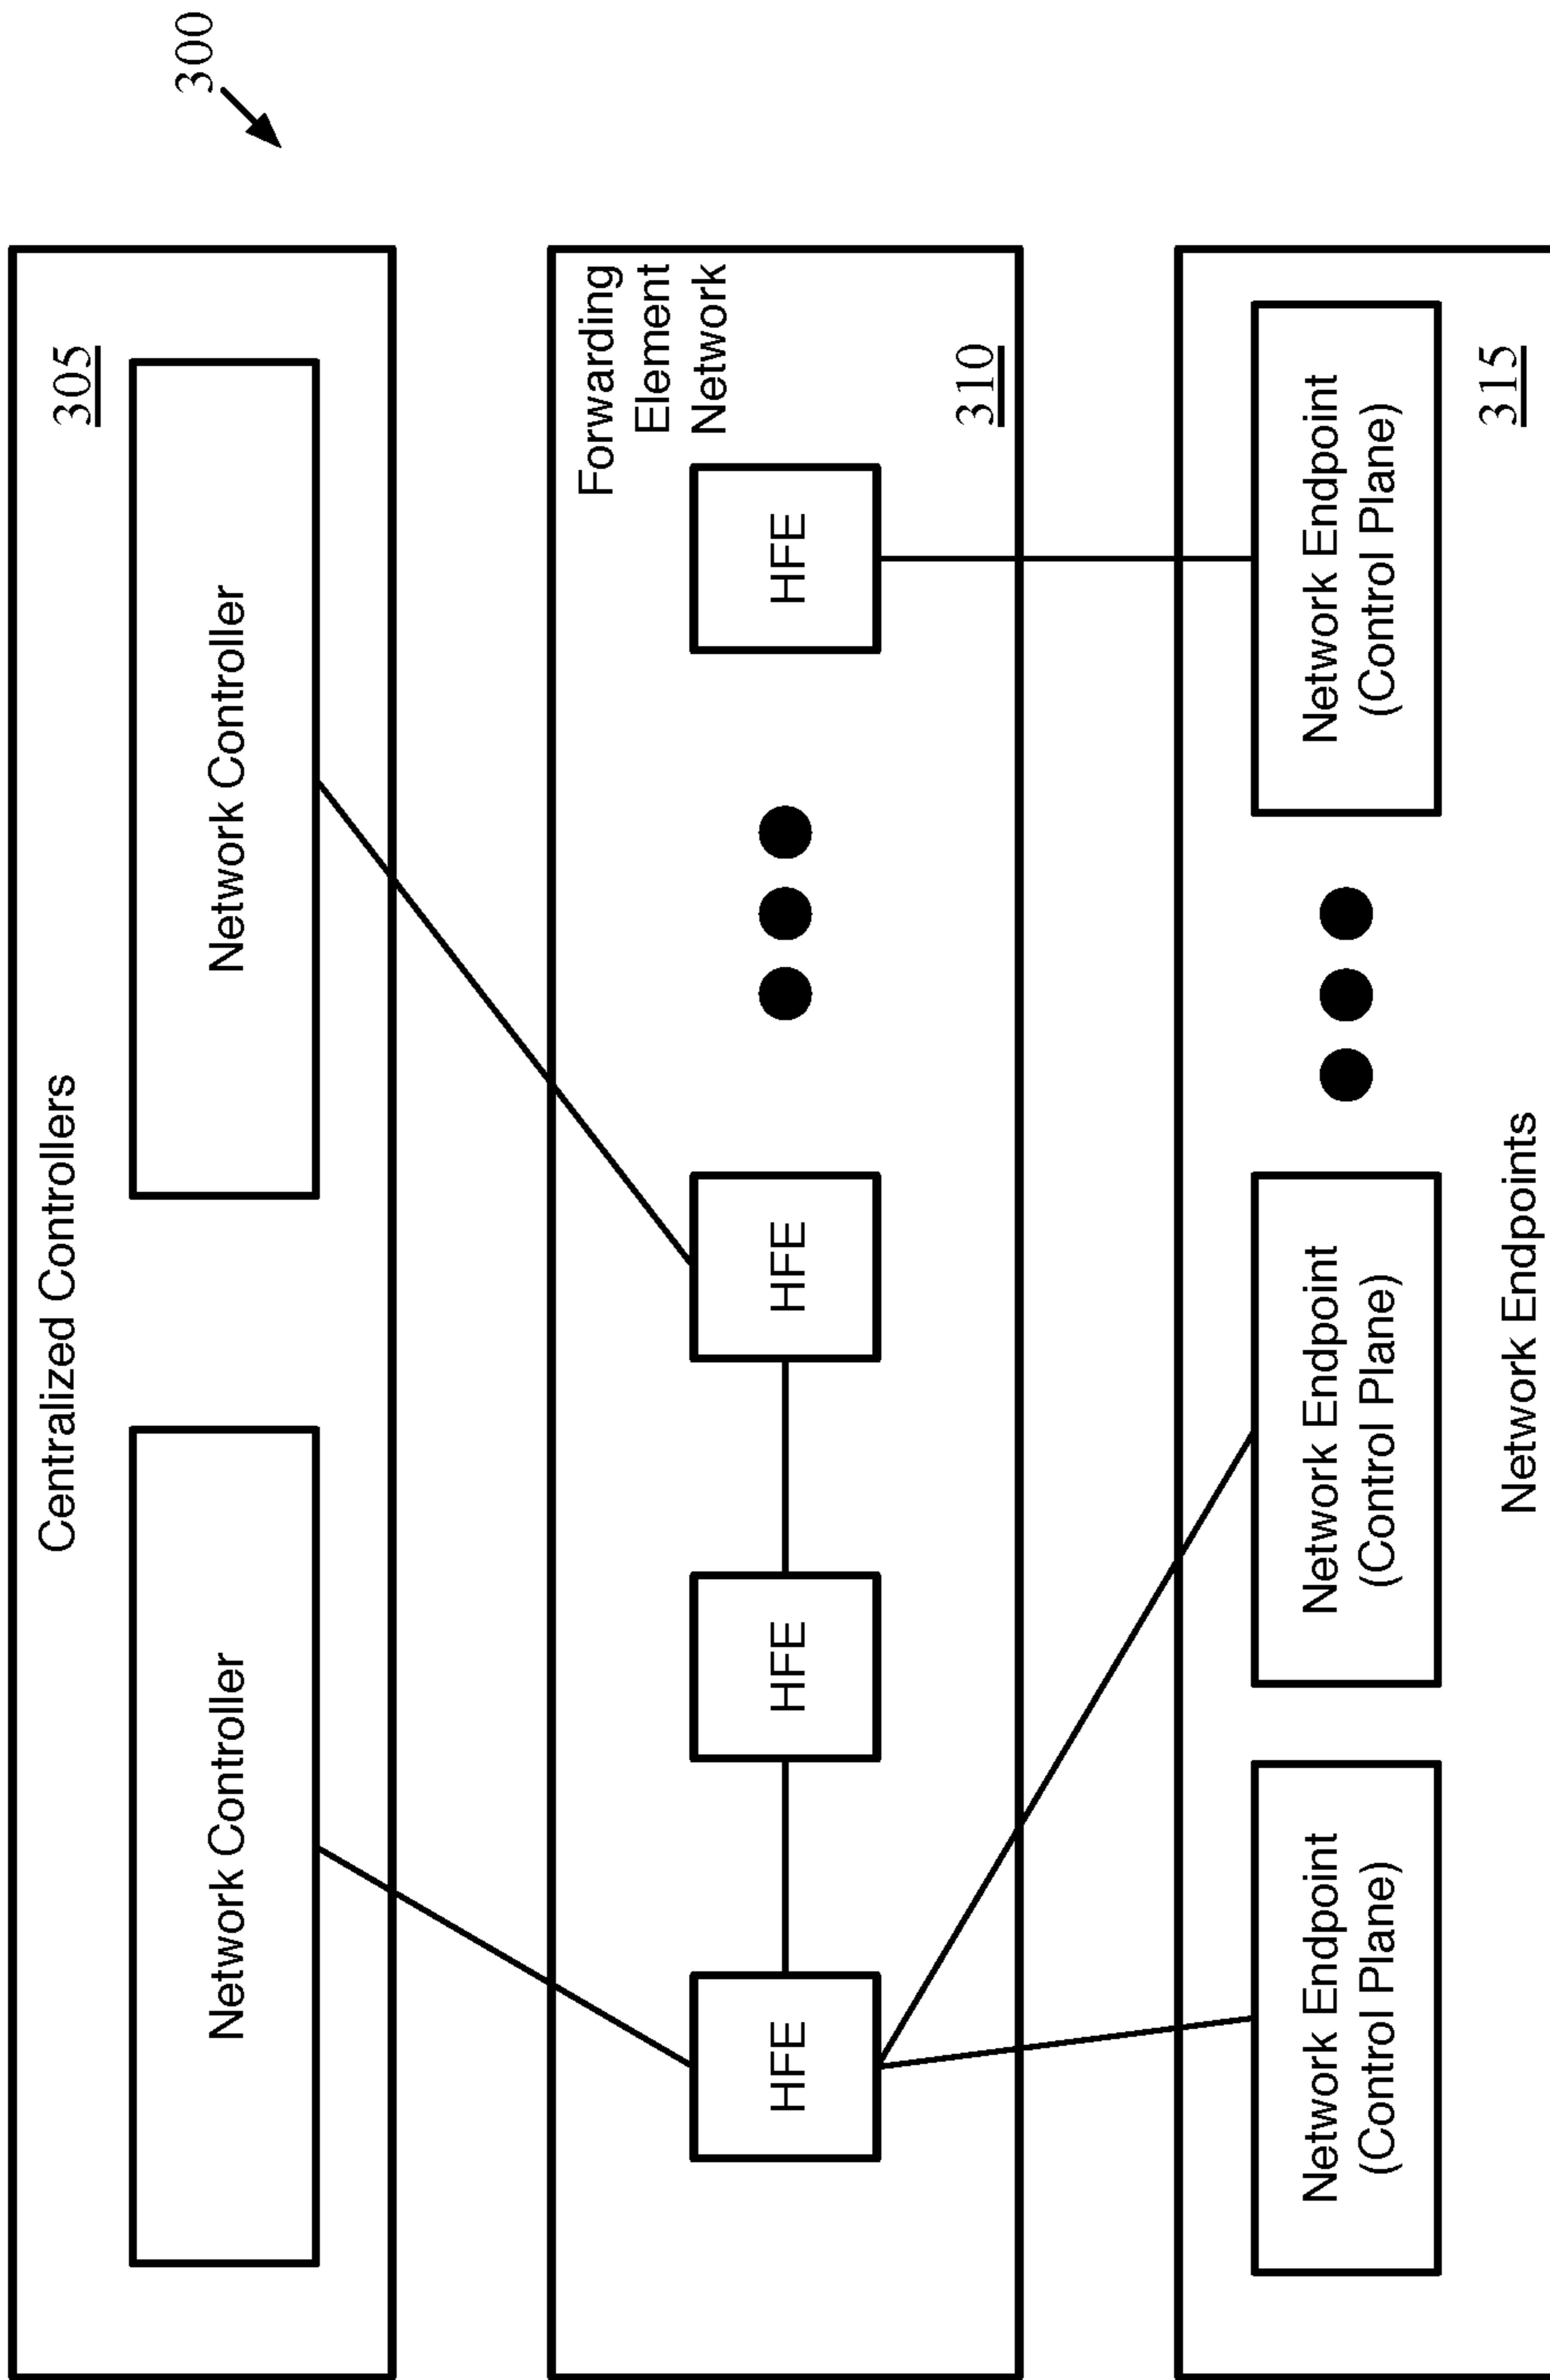 300
Centralized Controllers
305
Network Controller
Network Controller
Forwarding
Element
Network
HFE
HFE
HFE
HFE
310
Network Endpoint
(Control Plane)
Network Endpoint
(Control Plane)
Network Endpoint
(Control Plane)
Network Endpoints
315